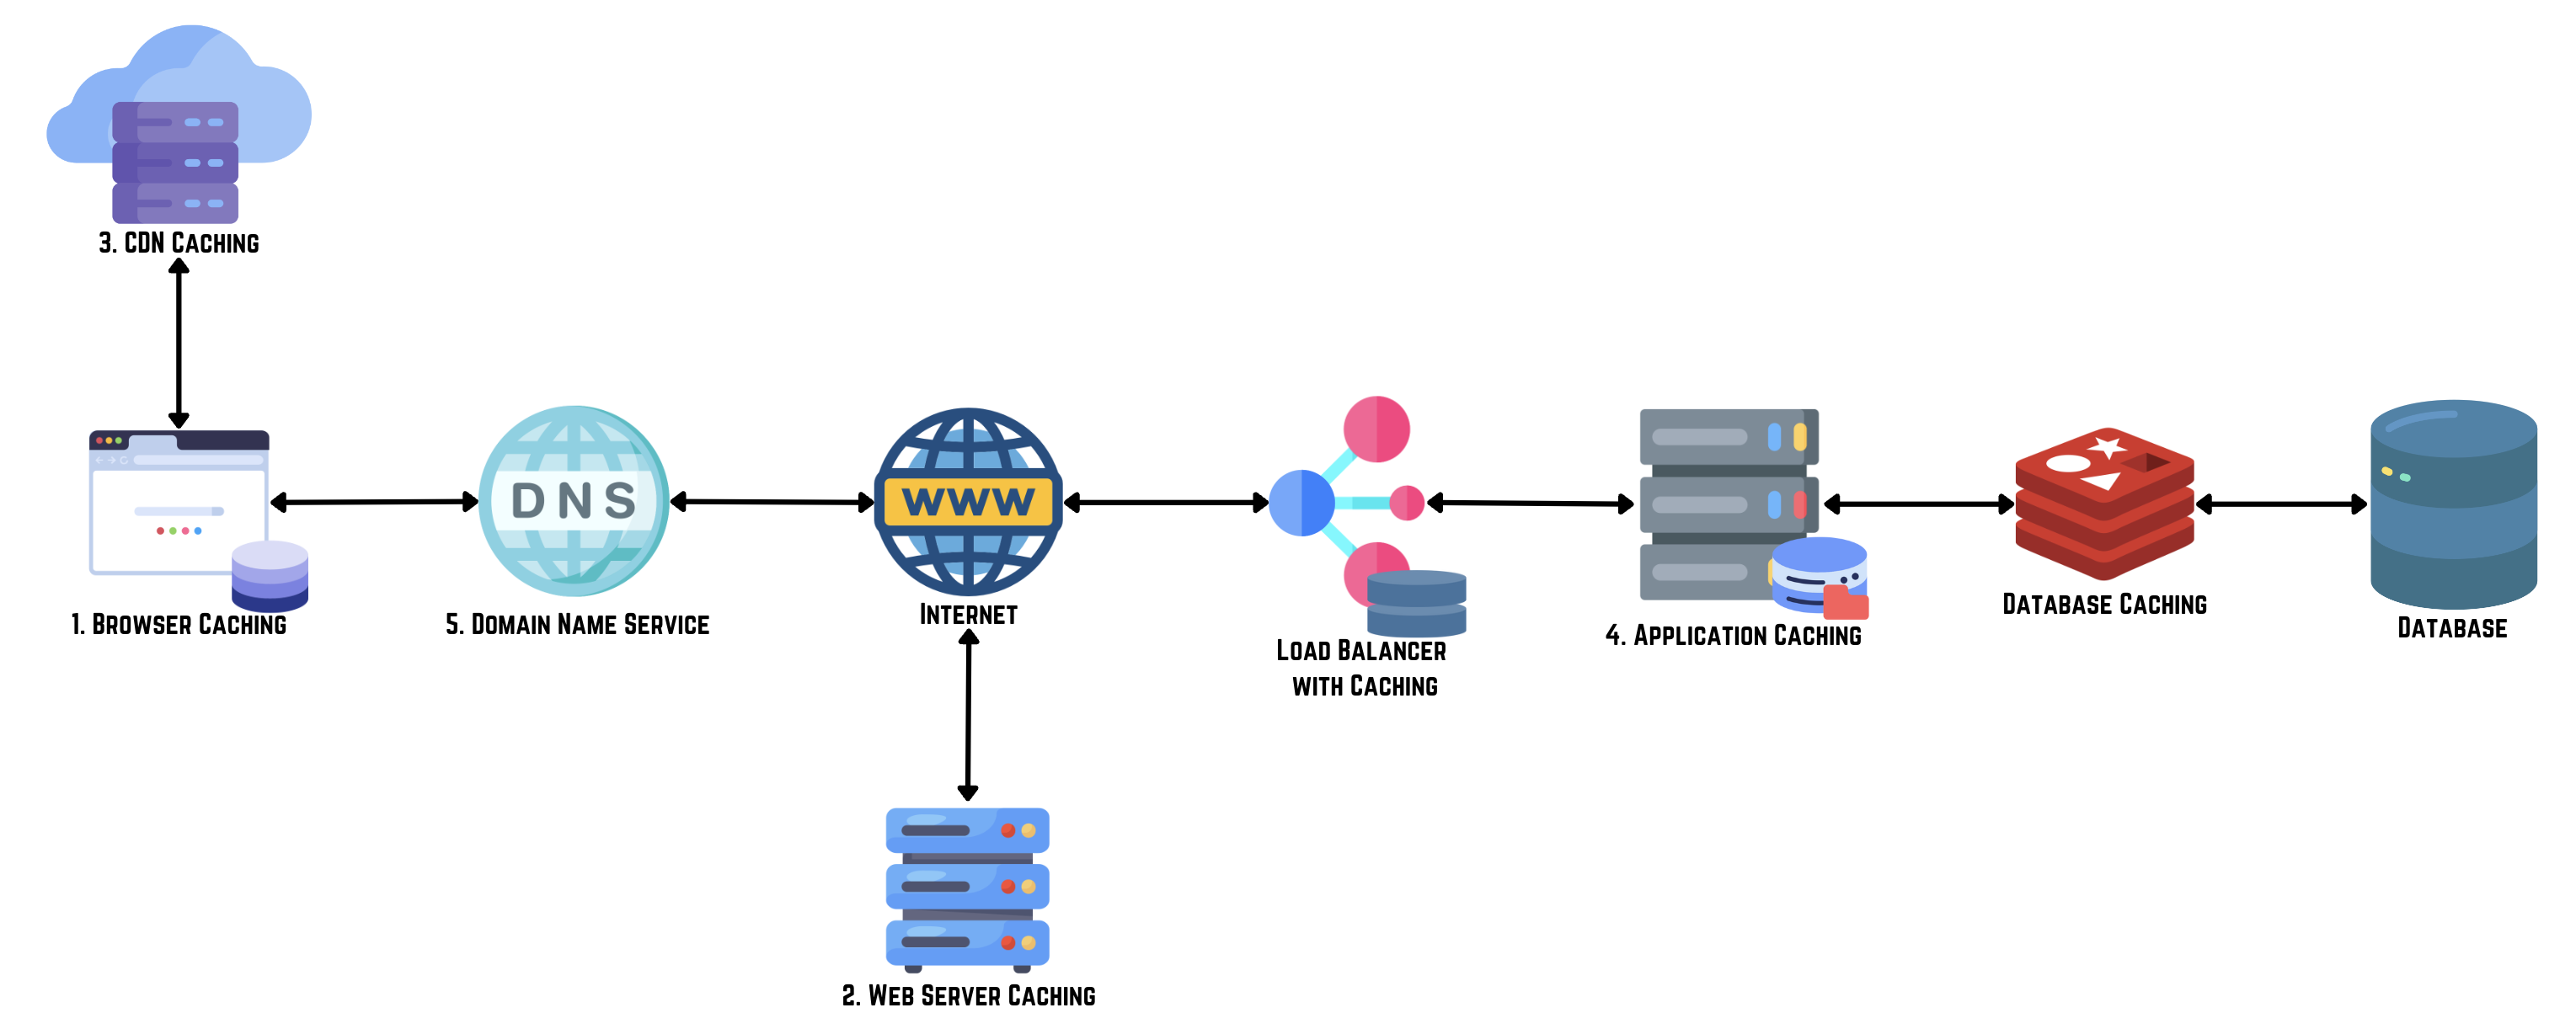 3. CDN Caching
DNS
WWW
1. Browser Caching
5. Domain Name Service
Internet
Load Balancer
with Caching
4. Application Caching
Database Caching
Database
2. Web Server Caching